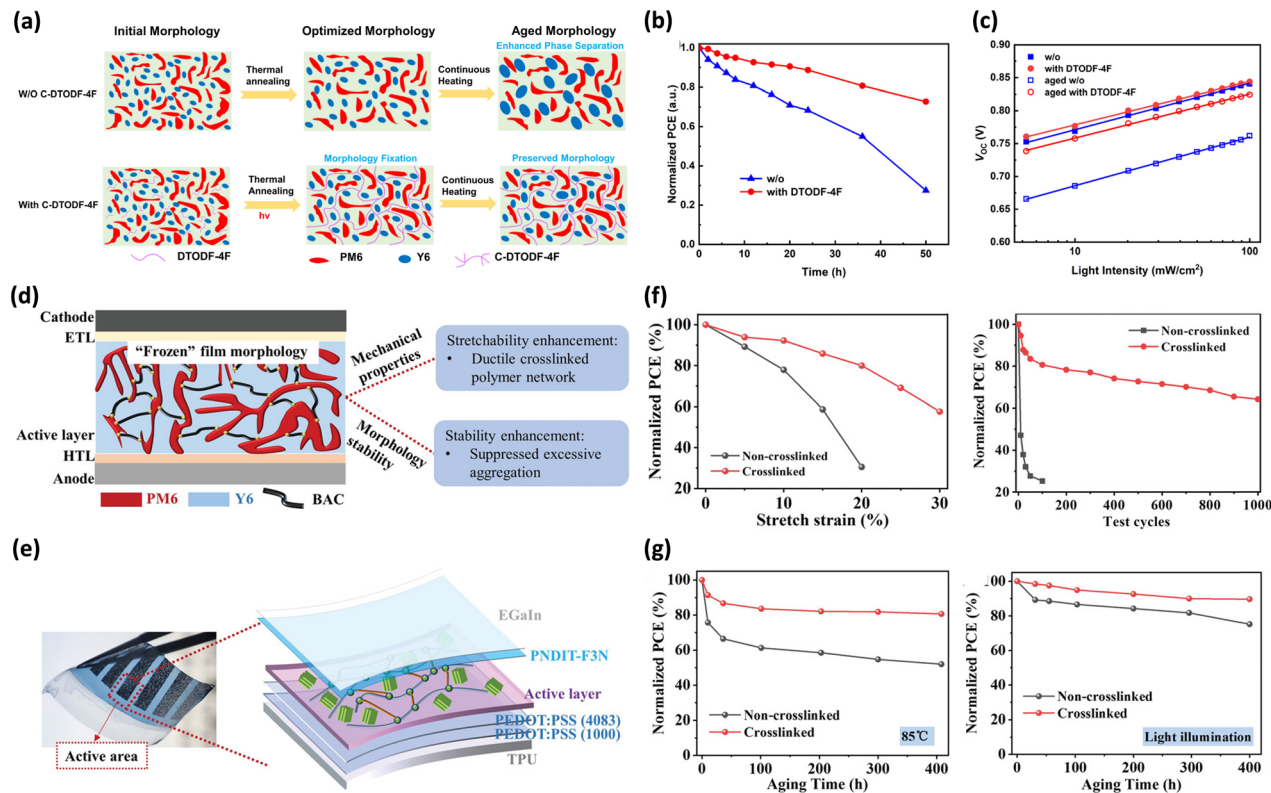 (a)
Initial Morphology
Optimized Morphology
Aged Morphology
Enhanced Phase Separation
W/O C-DTODF-4F
Thermal
annealing
Continuous
Heating
Morphology Fixation
Preserved Morphology
With C-DTODF-4F
Thermal
Annealing
hv
Continuous
Heating
DTODF-4F
PM6
Y6
C-DTODF-4F
(b)
Normalized PCE (a.u.)
1.0
0.8
0.6
0.4
0.2
0.0
w/o
with DTODF-4F
0 10 20 30 40 50
Time (h)
(c)
VOC (V)
0.90
0.85
0.80
0.75
0.70
0.65
0.60
w/o
with DTODF-4F
aged w/o
aged with DTODF-4F
10 100
Light Intensity (mW/cm²)
(d)
Cathode
ETL
"Frozen" film morphology
Active layer
HTL
Anode
PM6
Y6
BAC
Mechanical
properties
Morphology
stability
Stretchability enhancement:
• Ductile crosslinked
polymer network
Stability enhancement:
• Suppressed excessive
aggregation
(f)
Normalized PCE (%)
100
80
60
40
20
Non-crosslinked
Crosslinked
0 10 20 30
Stretch strain (%)
Normalized PCE (%)
100
80
60
40
20
Non-crosslinked
Crosslinked
0 200 400 600 800 1000
Test cycles
(e)
Active area
EGaIn
PNDIT-F3N
Active layer
PEDOT:PSS (4083)
PEDOT:PSS (1000)
TPU
(g)
Normalized PCE (%)
100
80
60
40
20
0
Non-crosslinked
Crosslinked
85℃
0 100 200 300 400
Aging Time (h)
Normalized PCE (%)
100
80
60
40
20
0
Non-crosslinked
Crosslinked
Light illumination
0 100 200 300 400
Aging Time (h)